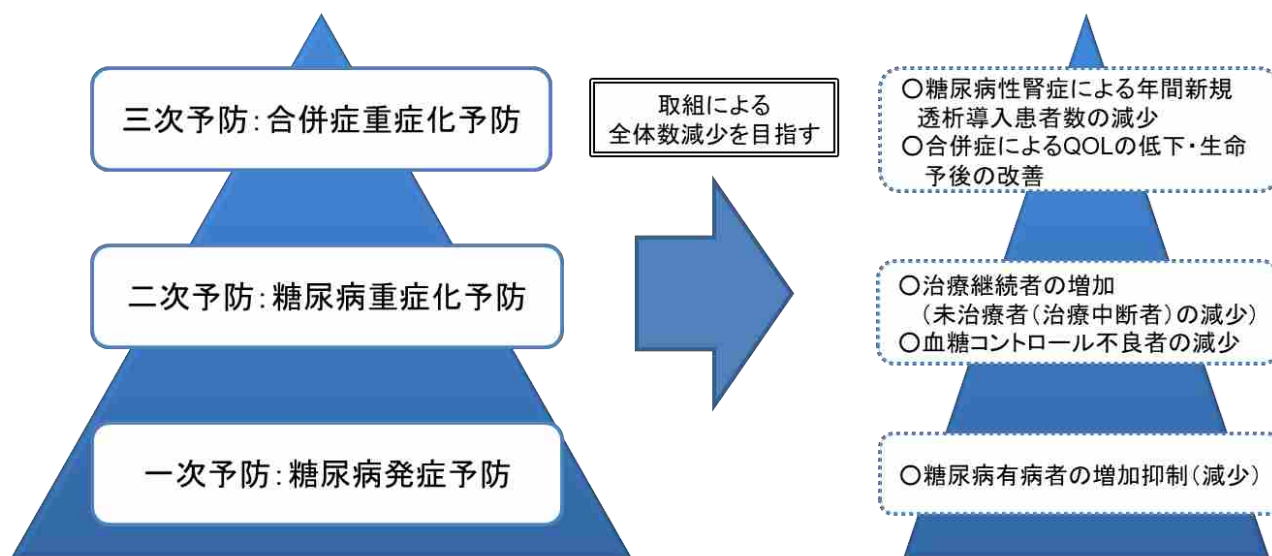 三次予防：合併症重症化予防
二次予防：糖尿病重症化予防
一次予防：糖尿病発症予防
取組による
全体数減少を目指す
○糖尿病性腎症による年間新規
透析導入患者数の減少
○合併症によるQOLの低下・生命
予後の改善
○治療継続者の増加
（未治療者（治療中断者）の減少）
○血糖コントロール不良者の減少
○糖尿病有病者の増加抑制（減少）